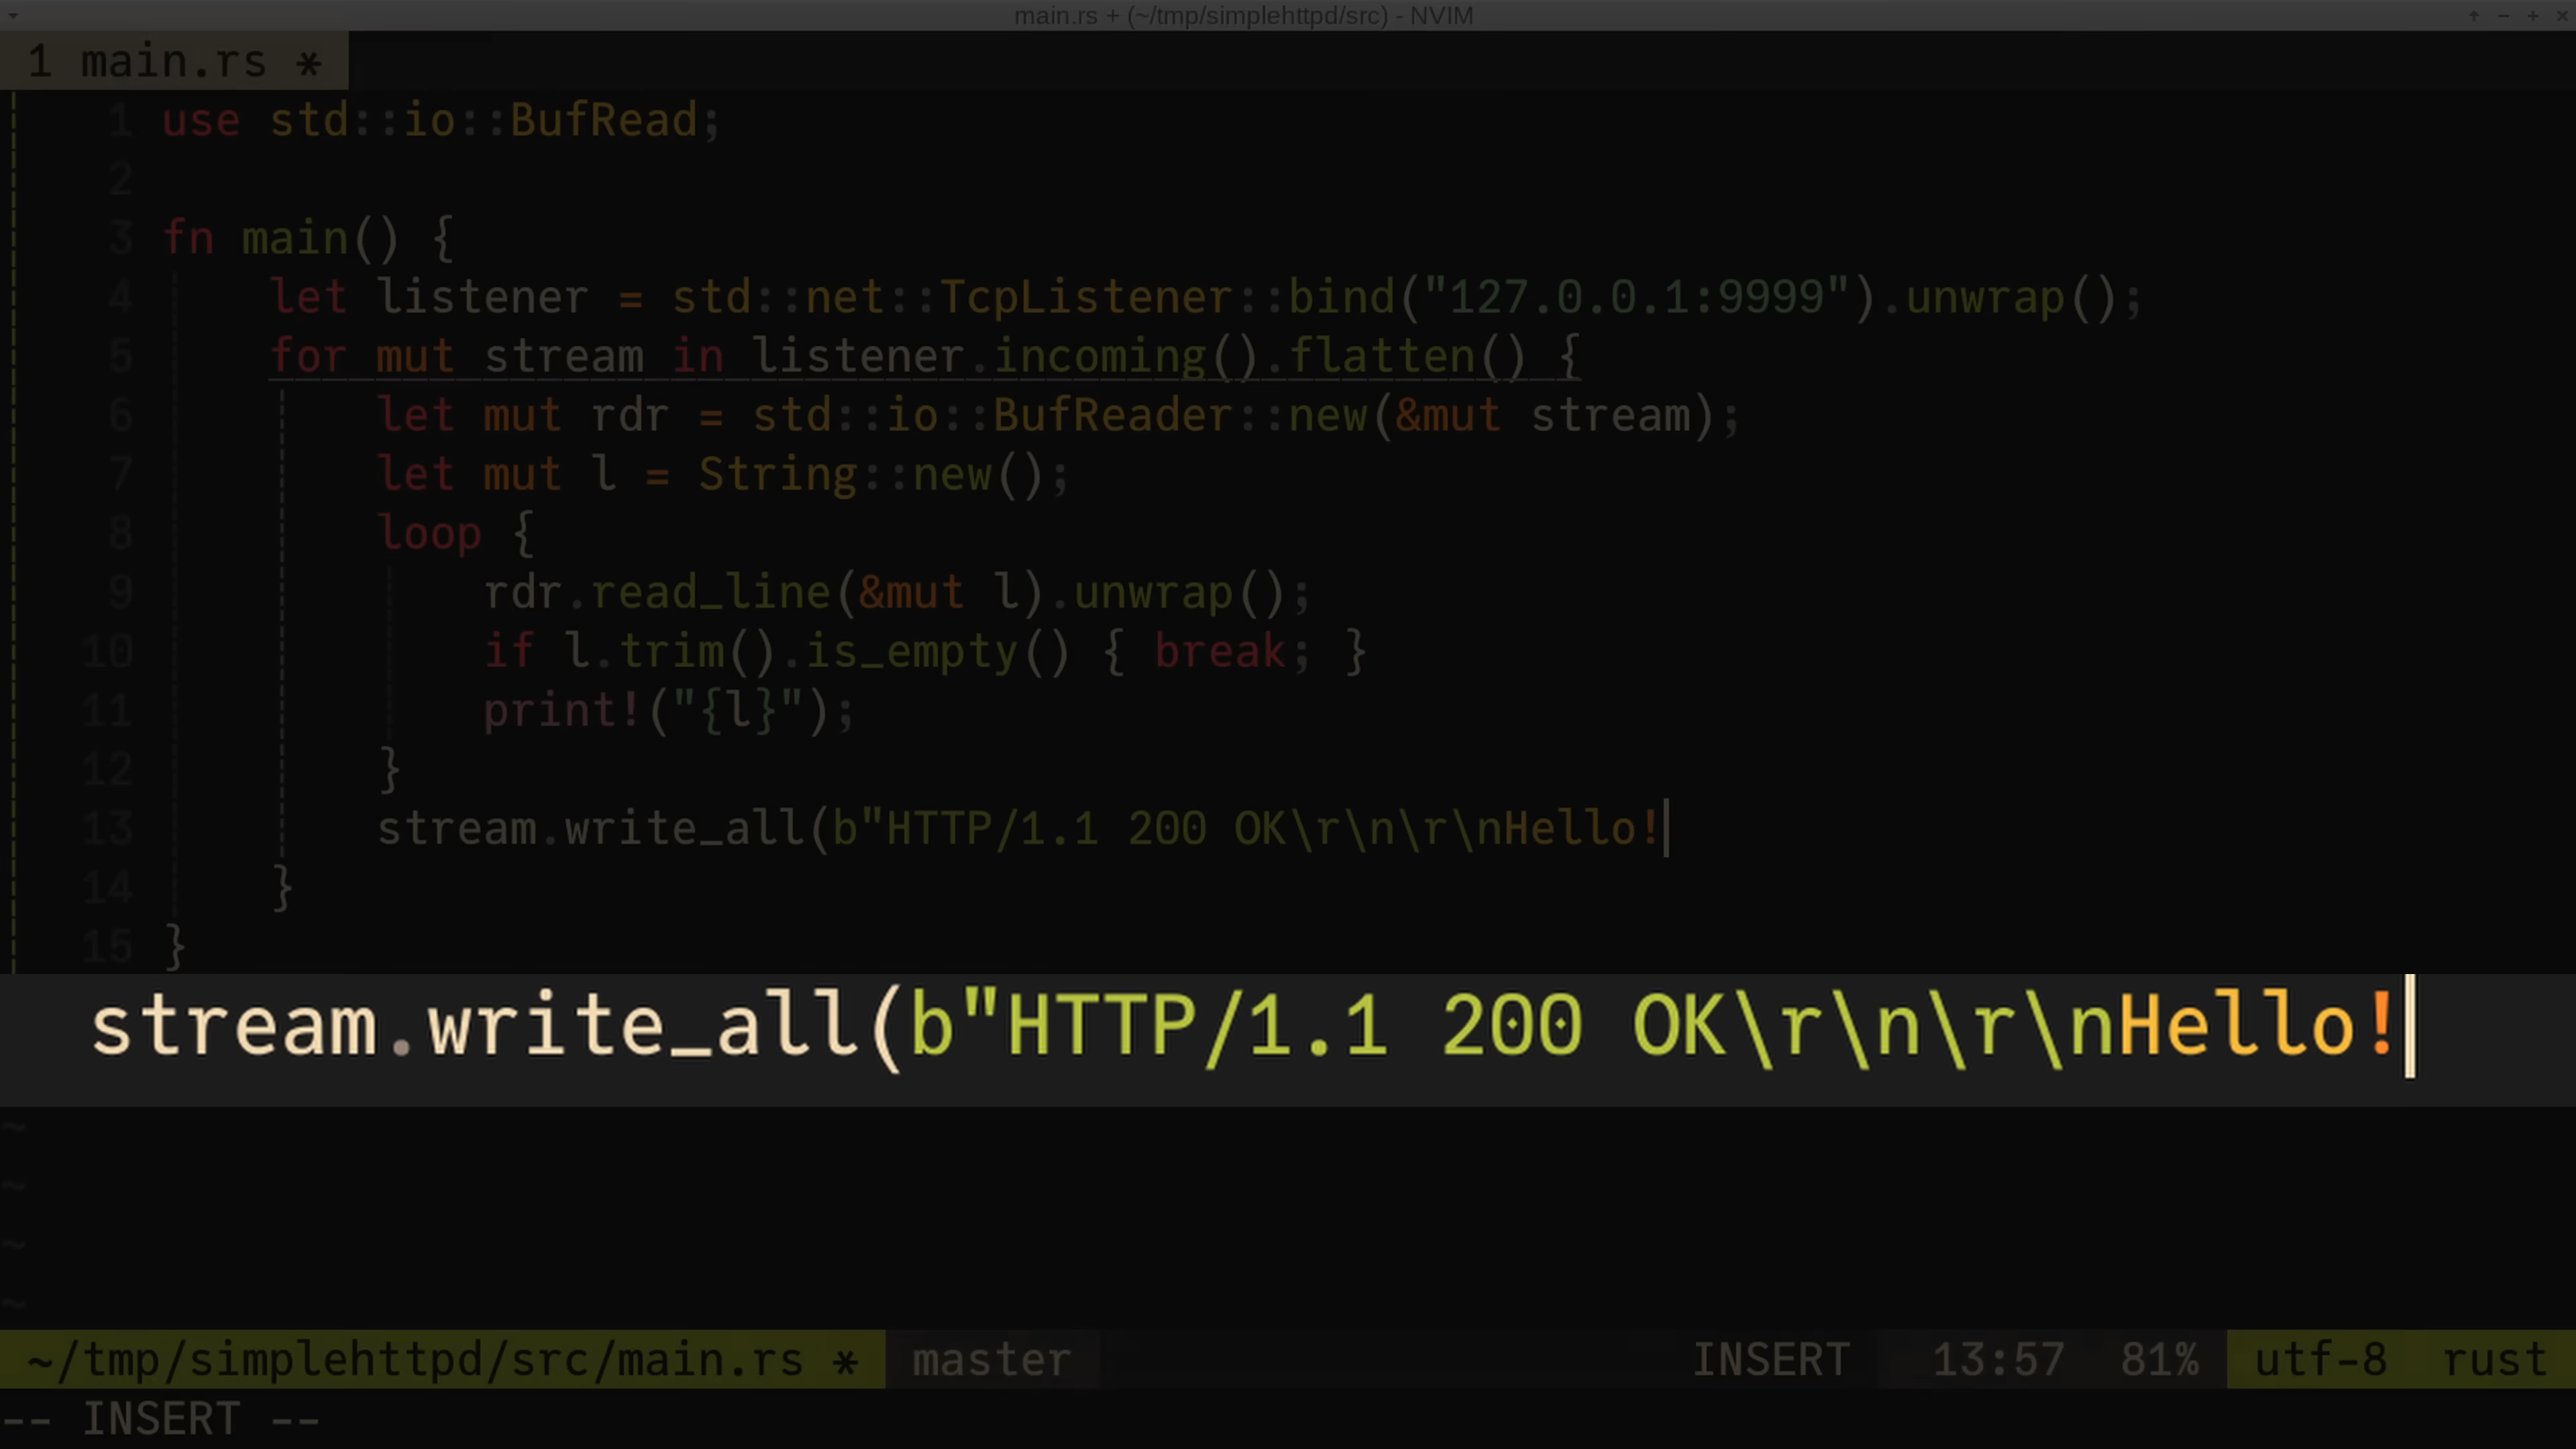 main.rs + (~/tmp/simplehttpd/src) - NVIM
1 main.rs *
1 use std::io::BufRead;
2
3 fn main() {
4     let listener = std::net::TcpListener::bind("127.0.0.1:9999").unwrap();
5     for mut stream in listener.incoming().flatten() {
6         let mut rdr = std::io::BufReader::new(&mut stream);
7         let mut l = String::new();
8         loop {
9             rdr.read_line(&mut l).unwrap();
10             if l.trim().is_empty() { break; }
11             print!("{l}");
12         }
13         stream.write_all(b"HTTP/1.1 200 OK\r\n\r\nHello!
14     }
15 }
stream.write_all(b"HTTP/1.1 200 OK\r\n\r\nHello!
~
~
~
~
~/tmp/simplehttpd/src/main.rs * master INSERT 13:57 81% utf-8 rust
-- INSERT --